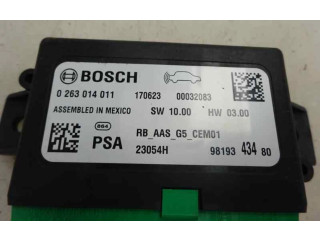 BOSCH
0 263 014 011 170623 00032083
ASSEMBLED IN MEXICO SW 10.00 HW 03.00
PSA RB_AAS_G5_CEM01
23054H 98193 434 80